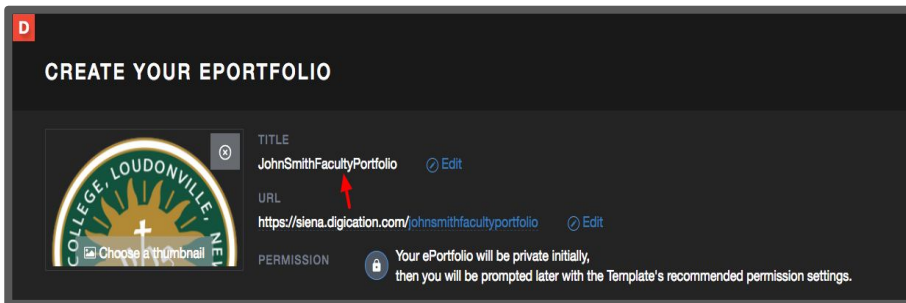 D
CREATE YOUR EPORTFOLIO
COLLEGE, LOUDONVILLE, NE
Choose a thumbnail
TITLE
JohnSmithFacultyPortfolio Edit
URL
https://siena.digication.com/johnsmithfacultyportfolio Edit
PERMISSION
Your ePortfolio will be private initially,
then you will be prompted later with the Template's recommended permission settings.